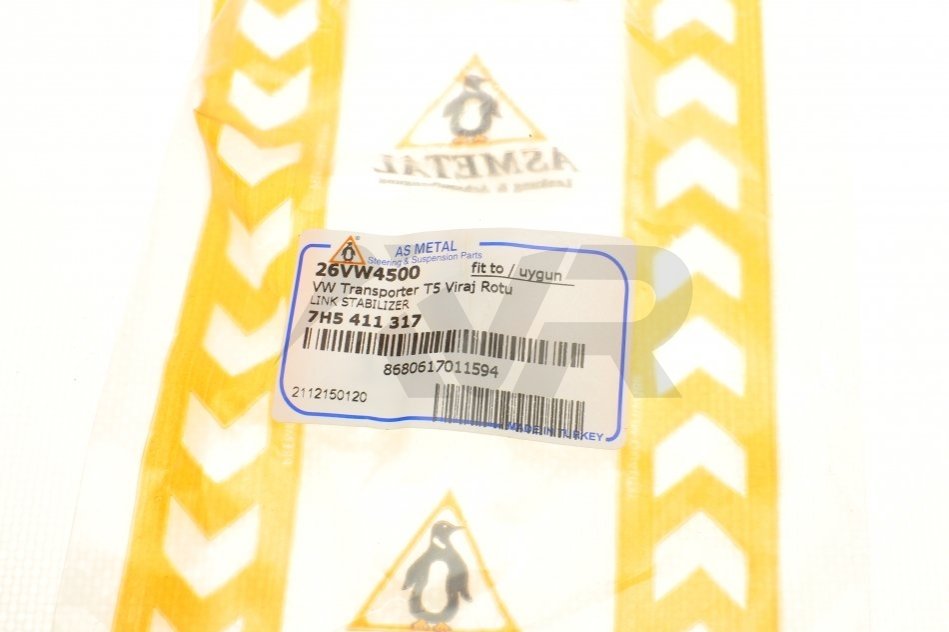 ASMETAL
AS METAL
Steering & Suspension Parts
26VW4500
fit to / uygun
VW Transporter T5 Viraj Rotu
LINK STABILIZER
7H5 411 317
8680617011594
2112150120
MADE IN TURKEY
VR